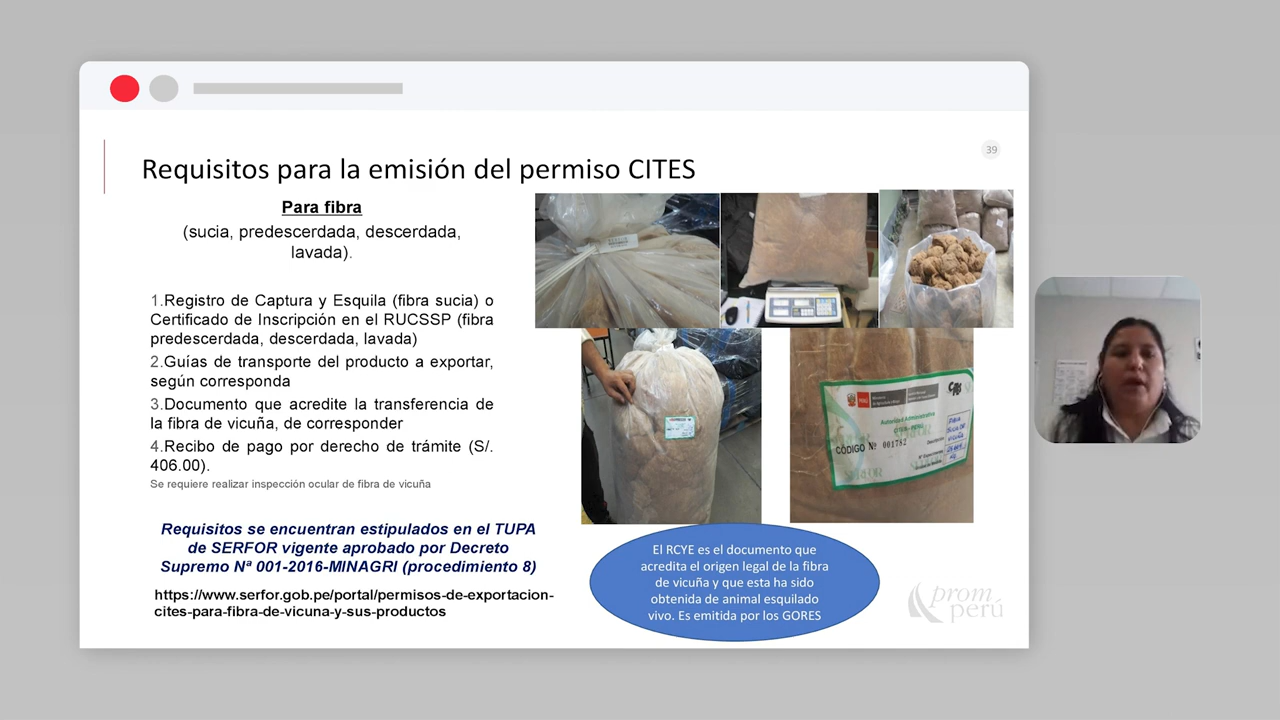 39
Requisitos para la emisión del permiso CITES
Para fibra
(sucia, predescerdada, descerdada,
lavada).
1.Registro de Captura y Esquila (fibra sucia) o
Certificado de Inscripción en el RUCSSP (fibra
predescerdada, descerdada, lavada)
2.Guías de transporte del producto a exportar,
según corresponda
3.Documento que acredite la transferencia de
la fibra de vicuña, de corresponder
4.Recibo de pago por derecho de trámite (S/.
406.00).
Se requiere realizar inspección ocular de fibra de vicuña
Requisitos se encuentran estipulados en el TUPA
de SERFOR vigente aprobado por Decreto
Supremo Nª 001-2016-MINAGRI (procedimiento 8)
https://www.serfor.gob.pe/portal/permisos-de-exportacion-
cites-para-fibra-de-vicuna-y-sus-productos
PERÚ
Autoridad Administrativa
CITES - PERÚ
CÓDIGO Nº 001782
SERFOR
El RCYE es el documento que
acredita el origen legal de la fibra
de vicuña y que esta ha sido
obtenida de animal esquilado
vivo. Es emitida por los GORES
prom
perú